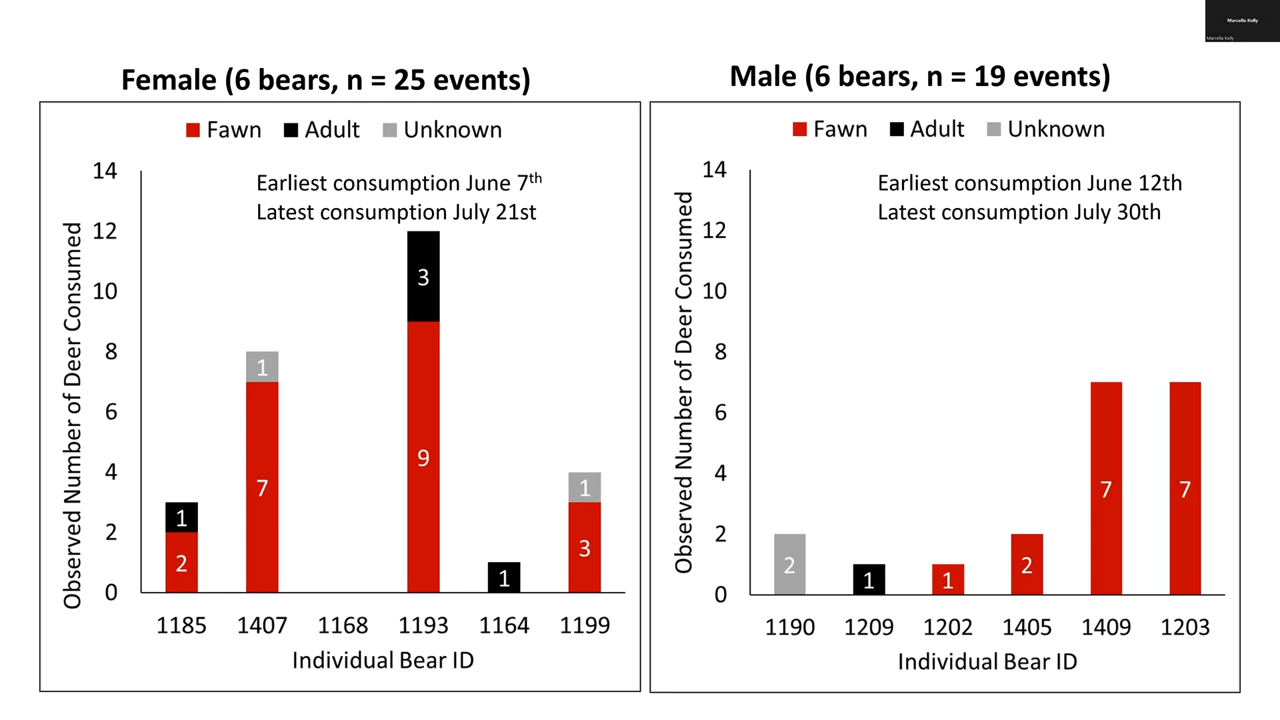 Marcella Kelly
Marcella Kelly
Female (6 bears, n = 25 events)
Fawn Adult Unknown
Earliest consumption June 7th
Latest consumption July 21st
Observed Number of Deer Consumed
14
12
10
8
6
4
2
0
1
2
1
7
3
9
1
1
3
1185 1407 1168 1193 1164 1199
Individual Bear ID
Male (6 bears, n = 19 events)
Fawn Adult Unknown
Earliest consumption June 12th
Latest consumption July 30th
Observed Number of Deer Consumed
14
12
10
8
6
4
2
0
2
1
1
2
7
7
1190 1209 1202 1405 1409 1203
Individual Bear ID